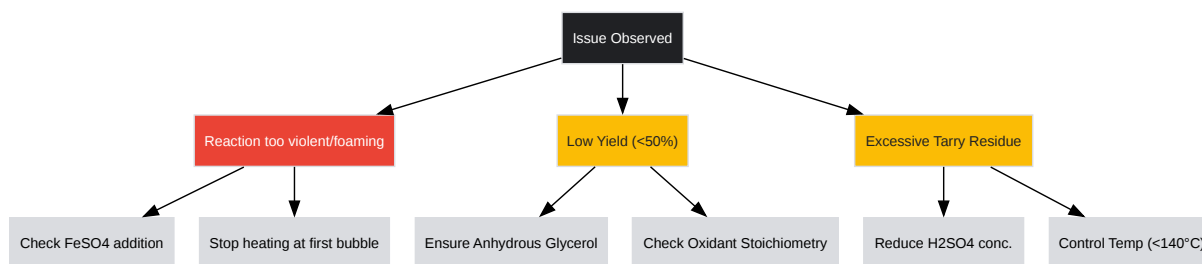 Issue Observed
Reaction too violent/foaming
Low Yield (<50%)
Excessive Tarry Residue
Check FeSO4 addition
Stop heating at first bubble
Ensure Anhydrous Glycerol
Check Oxidant Stoichiometry
Reduce H2SO4 conc.
Control Temp (<140°C)